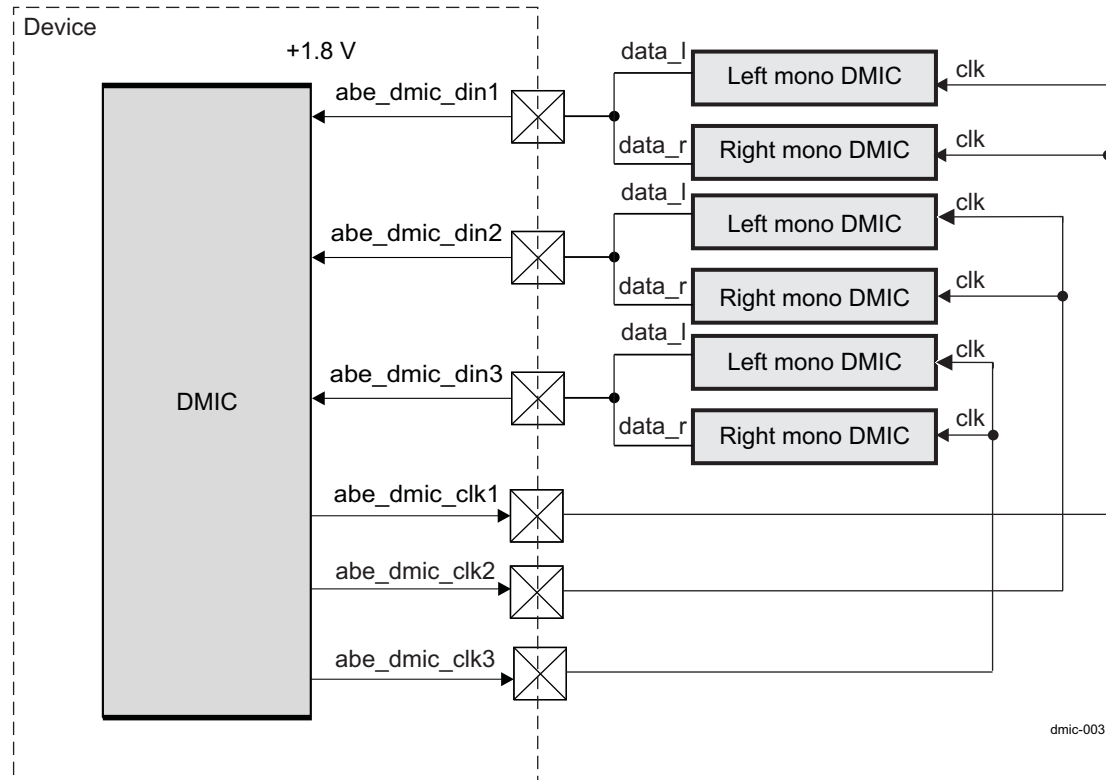 Device
+1.8 V
abe_dmic_din1
data_l
Left mono DMIC
clk
data_r
Right mono DMIC
clk
abe_dmic_din2
data_l
Left mono DMIC
clk
data_r
Right mono DMIC
clk
abe_dmic_din3
data_l
Left mono DMIC
clk
data_r
Right mono DMIC
clk
DMIC
abe_dmic_clk1
abe_dmic_clk2
abe_dmic_clk3
dmic-003